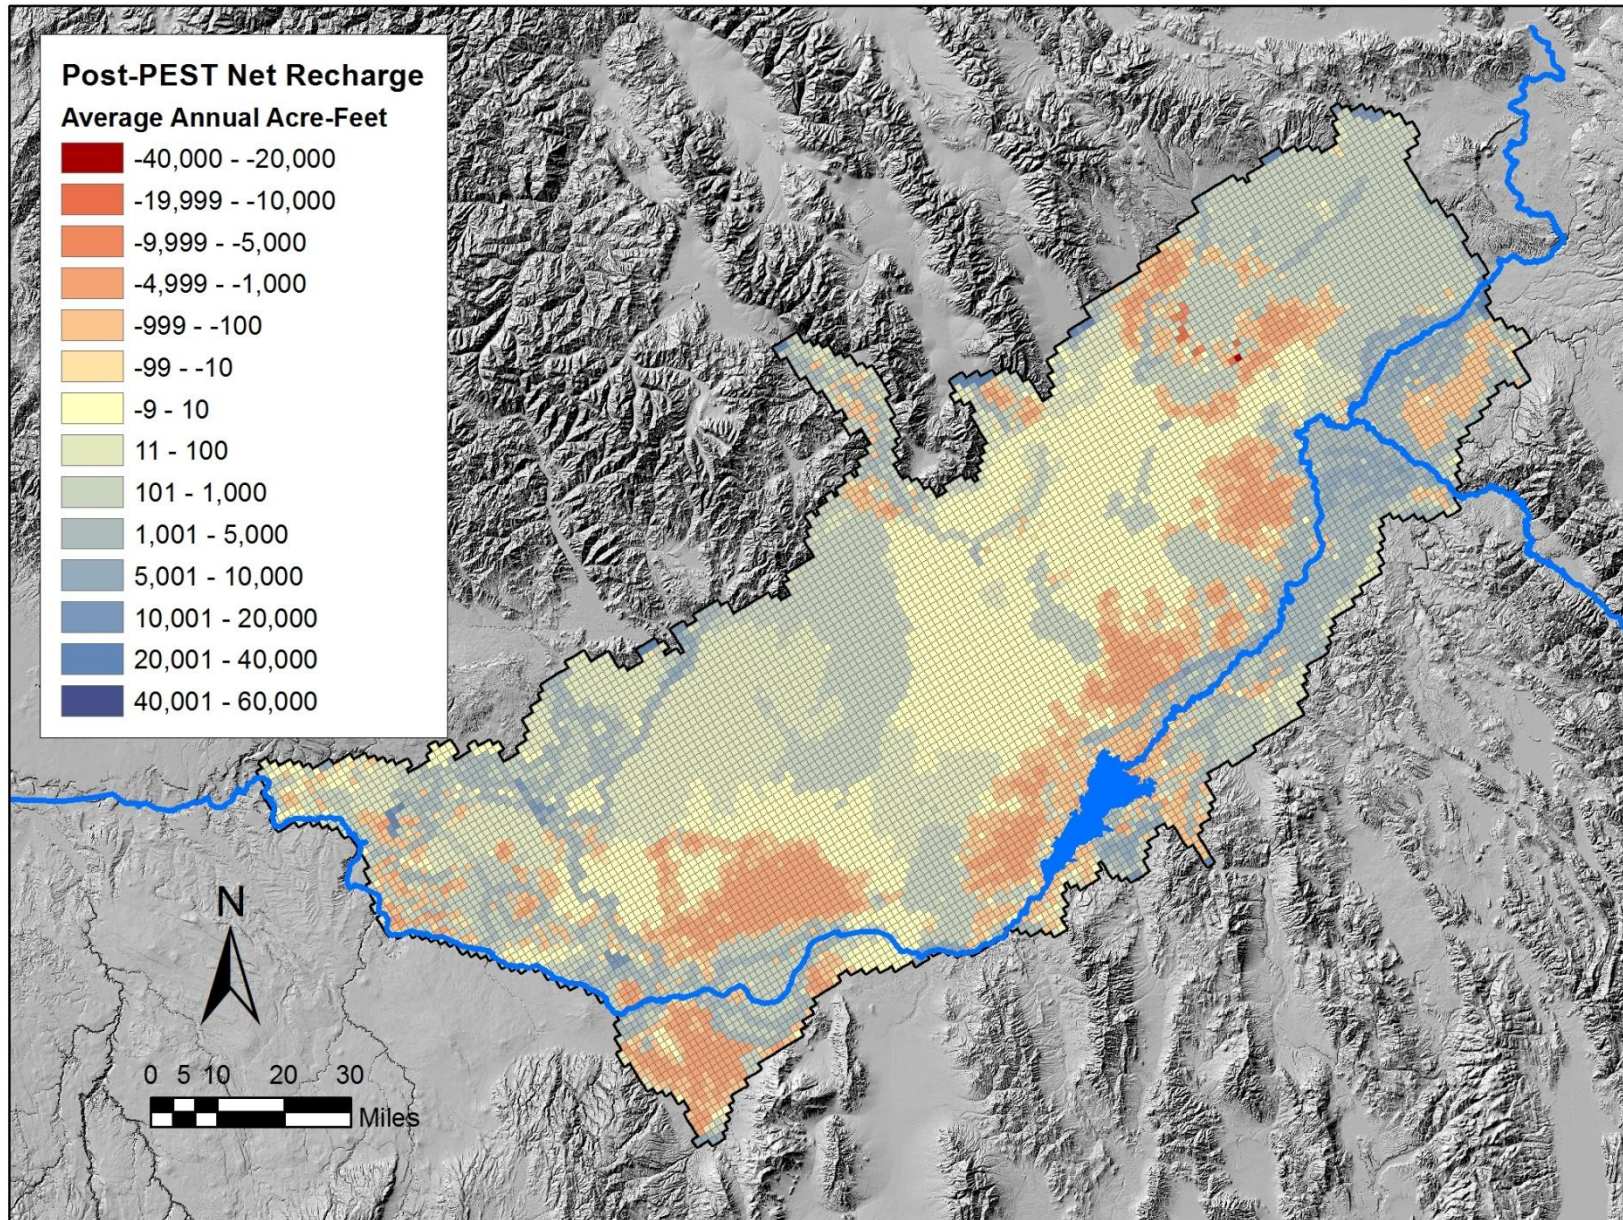 Post-PEST Net Recharge
Average Annual Acre-Feet
-40,000 - -20,000
-19,999 - -10,000
-9,999 - -5,000
-4,999 - -1,000
-999 - -100
-99 - -10
-9 - 10
11 - 100
101 - 1,000
1,001 - 5,000
5,001 - 10,000
10,001 - 20,000
20,001 - 40,000
40,001 - 60,000
N
0 5 10 20 30
Miles